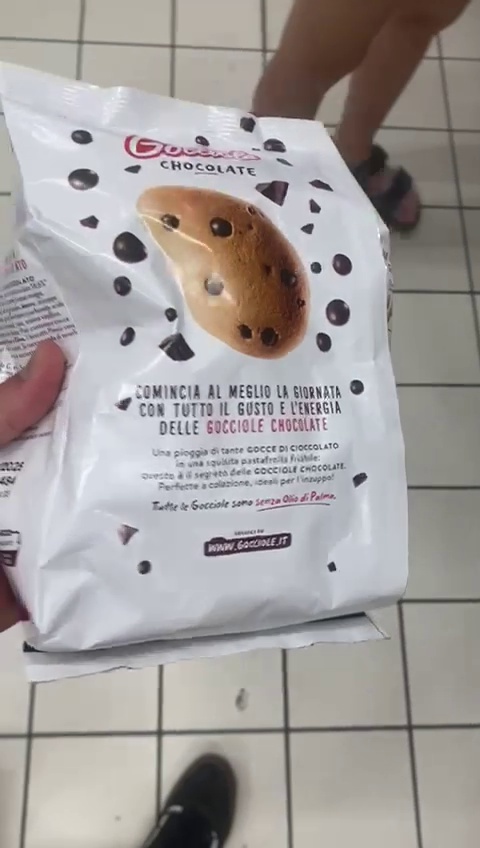 Gocciole
CHOCOLATE
COMINCIA AL MEGLIO LA GIORNATA
CON TUTTO IL GUSTO E L'ENERGIA
DELLE GOCCIOLE CHOCOLATE
Una pioggia di tante GOCCE DI CIOCCOLATO
in una squisita pastafrolla friabile:
questo è il segreto delle GOCCIOLE CHOCOLATE.
Perfette a colazione, ideali per l'inzuppo!
Tutte le Gocciole sono senza Olio di Palma.
WWW.GOCCIOLE.IT